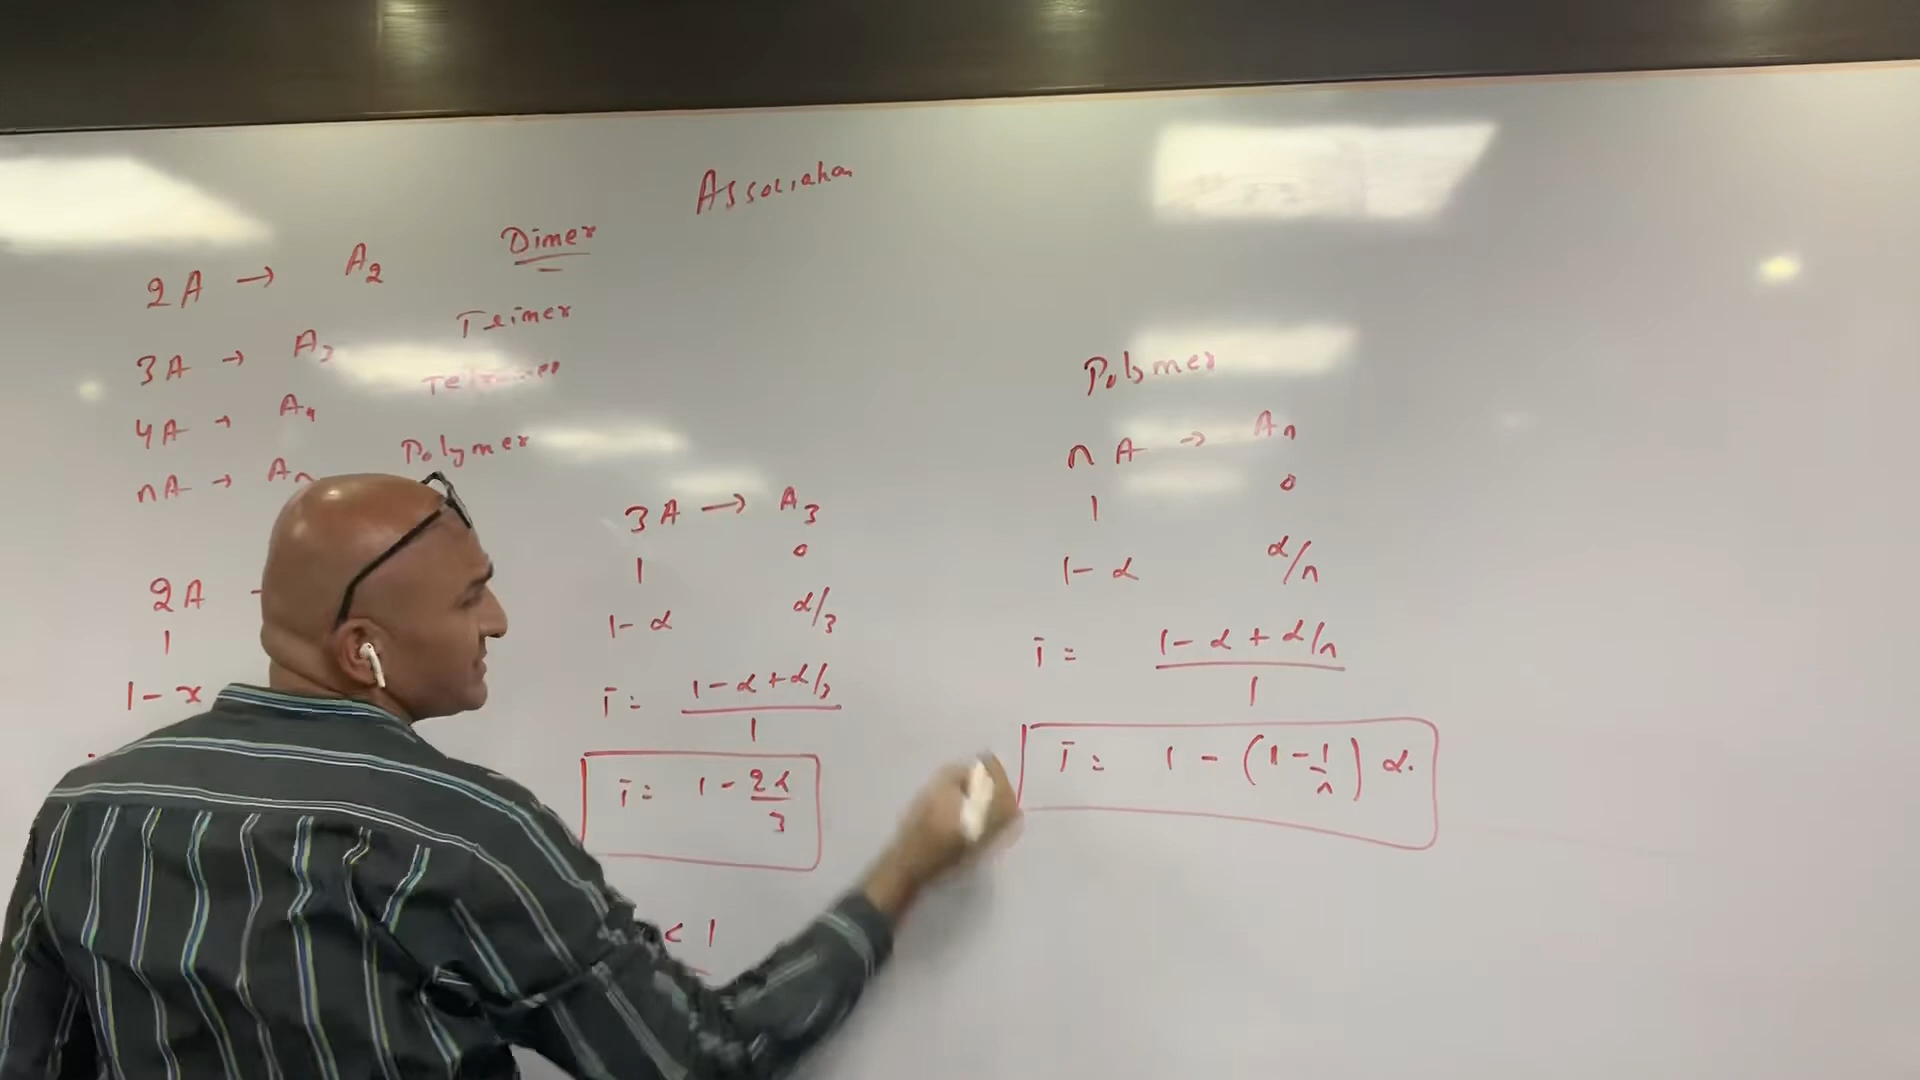 Association
2A → A₂ Dimer
3A → A₃ Trimer
4A → A₄ Tetramer
nA → Aₙ Polymer
2A -
1
1 - x
3A → A₃
1 0
1 - α α/3
i = (1 - α + α/3) / 1
i = 1 - 2α/3
< 1
Polymer
nA → Aₙ
1 0
1 - α α/n
i = (1 - α + α/n) / 1
i = 1 - (1 - 1/n) α.